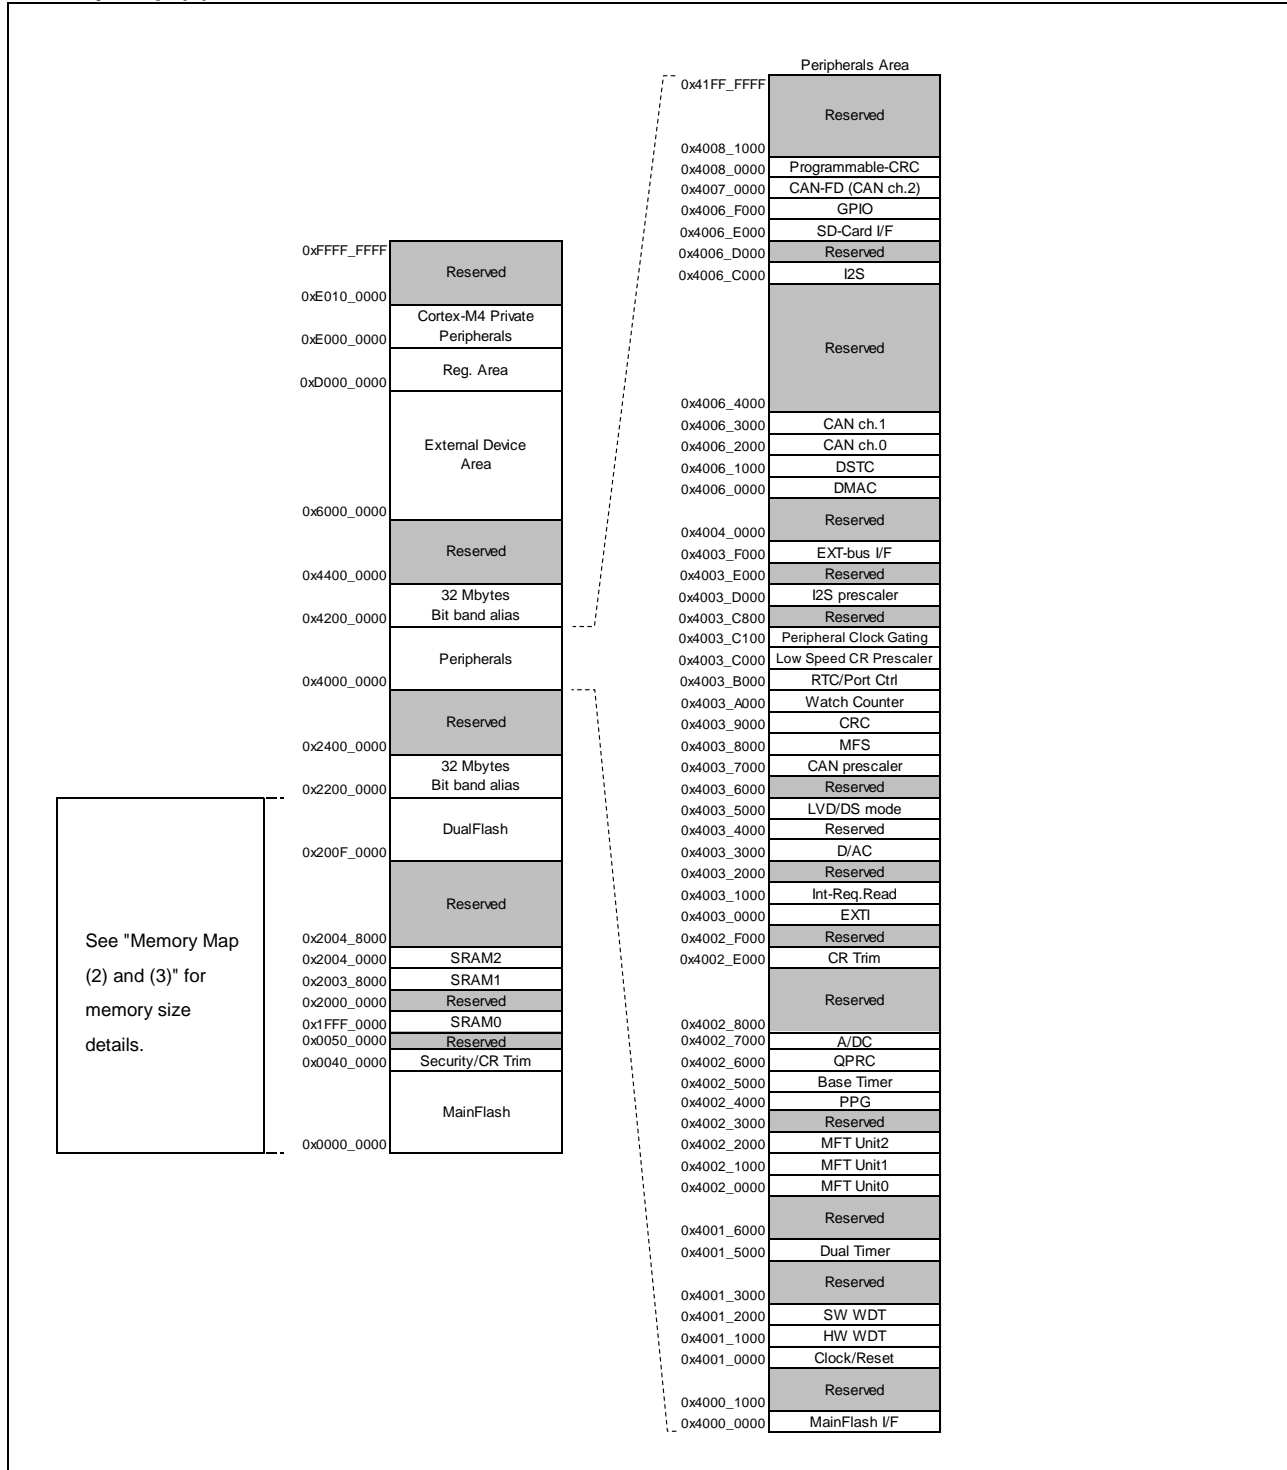 Peripherals Area
0x41FF_FFFF
Reserved
0x4008_1000
0x4008_0000 Programmable-CRC
0x4007_0000 CAN-FD (CAN ch.2)
0x4006_F000 GPIO
0x4006_E000 SD-Card I/F
0x4006_D000 Reserved
0x4006_C000 I2S
Reserved
0x4006_4000
0x4006_3000 CAN ch.1
0x4006_2000 CAN ch.0
0x4006_1000 DSTC
0x4006_0000 DMAC
Reserved
0x4004_0000
0x4003_F000 EXT-bus I/F
0x4003_E000 Reserved
0x4003_D000 I2S prescaler
0x4003_C800 Reserved
0x4003_C100 Peripheral Clock Gating
0x4003_C000 Low Speed CR Prescaler
0x4003_B000 RTC/Port Ctrl
0x4003_A000 Watch Counter
0x4003_9000 CRC
0x4003_8000 MFS
0x4003_7000 CAN prescaler
0x4003_6000 Reserved
0x4003_5000 LVD/DS mode
0x4003_4000 Reserved
0x4003_3000 D/AC
0x4003_2000 Reserved
0x4003_1000 Int-Req.Read
0x4003_0000 EXTI
0x4002_F000 Reserved
0x4002_E000 CR Trim
Reserved
0x4002_8000
0x4002_7000 A/DC
0x4002_6000 QPRC
0x4002_5000 Base Timer
0x4002_4000 PPG
0x4002_3000 Reserved
0x4002_2000 MFT Unit2
0x4002_1000 MFT Unit1
0x4002_0000 MFT Unit0
Reserved
0x4001_6000
0x4001_5000 Dual Timer
Reserved
0x4001_3000
0x4001_2000 SW WDT
0x4001_1000 HW WDT
0x4001_0000 Clock/Reset
Reserved
0x4000_1000
0x4000_0000 MainFlash I/F
0xFFFF_FFFF
Reserved
0xE010_0000
Cortex-M4 Private
0xE000_0000 Peripherals
Reg. Area
0xD000_0000
External Device
Area
0x6000_0000
Reserved
0x4400_0000
32 Mbytes
0x4200_0000 Bit band alias
Peripherals
0x4000_0000
Reserved
0x2400_0000
32 Mbytes
0x2200_0000 Bit band alias
DualFlash
0x200F_0000
Reserved
0x2004_8000
0x2004_0000 SRAM2
0x2003_8000 SRAM1
0x2000_0000 Reserved
0x1FFF_0000 SRAM0
0x0050_0000 Reserved
0x0040_0000 Security/CR Trim
MainFlash
0x0000_0000
See "Memory Map
(2) and (3)" for
memory size
details.